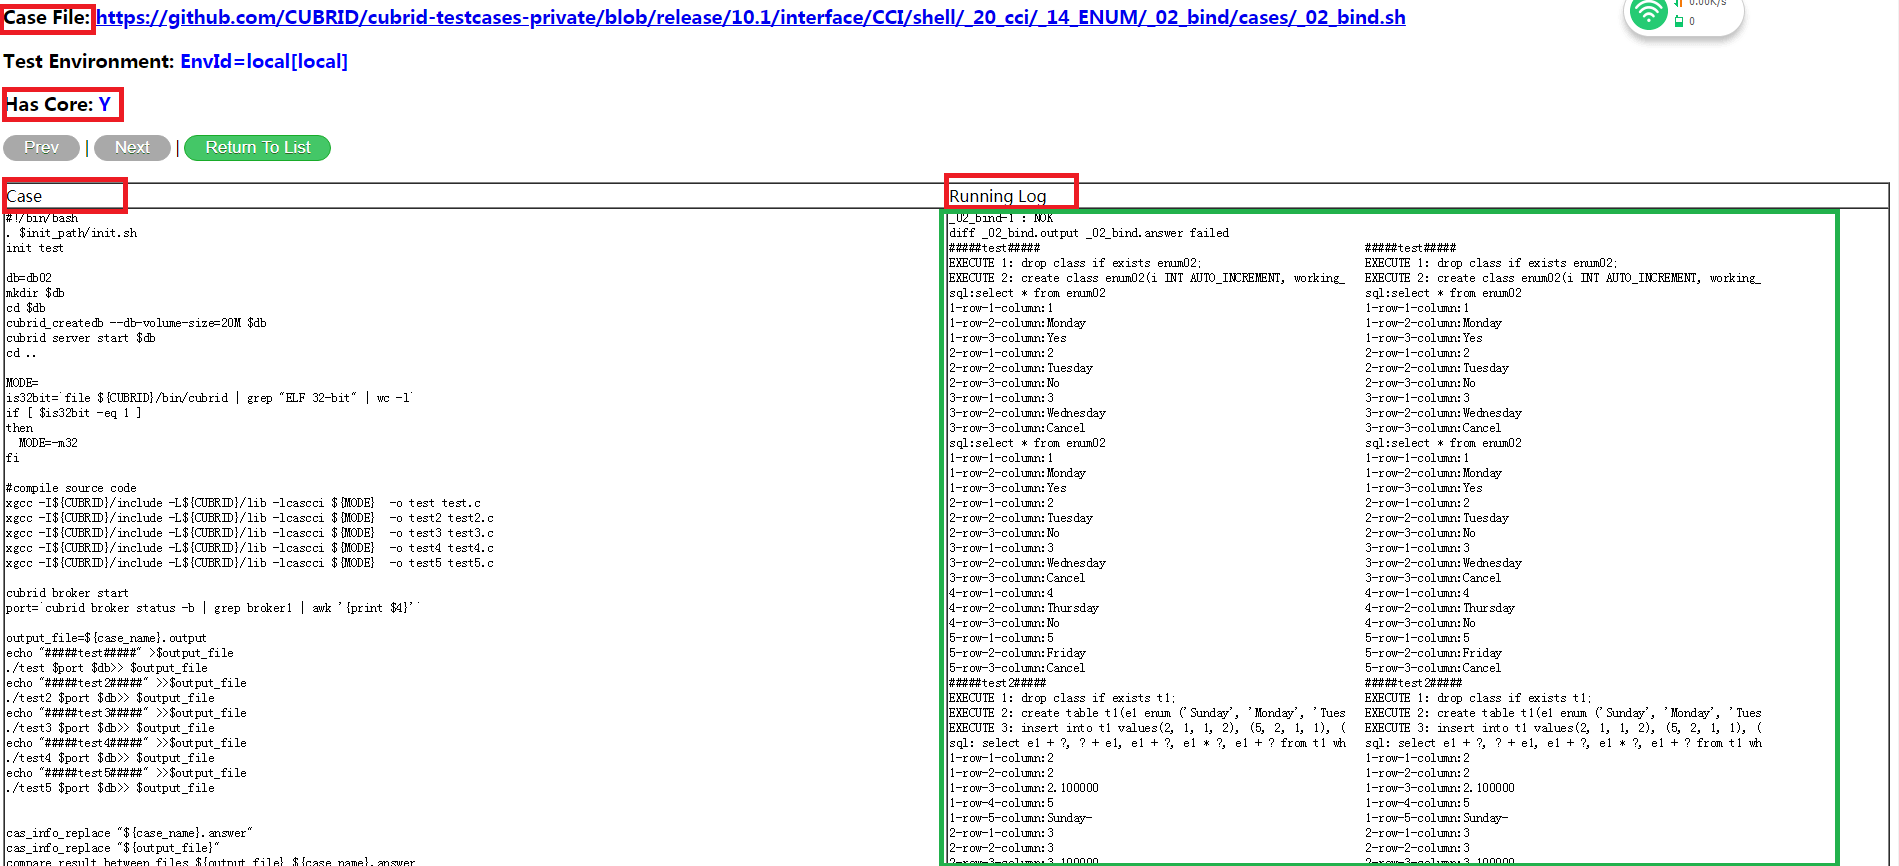 Case File: https://github.com/CUBRID/cubrid-testcases-private/blob/release/10.1/interface/CCI/shell/_20_cci/_14_ENUM/_02_bind/cases/_02_bind.sh
0.00K/s
0
Test Environment: EnvId=local[local]
Has Core: Y
Prev | Next | Return To List
Case
#!/bin/bash
. $init_path/init.sh
init test
db=db02
mkdir $db
cd $db
cubrid_createdb --db-volume-size=20M $db
cubrid server start $db
cd ..
MODE=
is32bit=`file ${CUBRID}/bin/cubrid | grep "ELF 32-bit" | wc -l`
if [ $is32bit -eq 1 ]
then
MODE=-m32
fi
#compile source code
xgcc -I${CUBRID}/include -L${CUBRID}/lib -lcascci ${MODE} -o test test.c
xgcc -I${CUBRID}/include -L${CUBRID}/lib -lcascci ${MODE} -o test2 test2.c
xgcc -I${CUBRID}/include -L${CUBRID}/lib -lcascci ${MODE} -o test3 test3.c
xgcc -I${CUBRID}/include -L${CUBRID}/lib -lcascci ${MODE} -o test4 test4.c
xgcc -I${CUBRID}/include -L${CUBRID}/lib -lcascci ${MODE} -o test5 test5.c
cubrid broker start
port=`cubrid broker status -b | grep broker1 | awk '{print $4}'`
output_file=${case_name}.output
echo "#####test#####" >$output_file
./test $port $db>> $output_file
echo "#####test2#####" >>$output_file
./test2 $port $db>> $output_file
echo "#####test3#####" >>$output_file
./test3 $port $db>> $output_file
echo "#####test4#####" >>$output_file
./test4 $port $db>> $output_file
echo "#####test5#####" >>$output_file
./test5 $port $db>> $output_file
cas_info_replace "${case_name}.answer"
cas_info_replace "${output_file}"
compare_result_between_files ${output_file} ${case_name}.answer
Running Log
_02_bind-1 : NOK
diff _02_bind.output _02_bind.answer failed
#####test##### #####test#####
EXECUTE 1: drop class if exists enum02; EXECUTE 1: drop class if exists enum02;
EXECUTE 2: create class enum02(i INT AUTO_INCREMENT, working_ EXECUTE 2: create class enum02(i INT AUTO_INCREMENT, working_
sql:select * from enum02 sql:select * from enum02
1-row-1-column:1 1-row-1-column:1
1-row-2-column:Monday 1-row-2-column:Monday
1-row-3-column:Yes 1-row-3-column:Yes
2-row-1-column:2 2-row-1-column:2
2-row-2-column:Tuesday 2-row-2-column:Tuesday
2-row-3-column:No 2-row-3-column:No
3-row-1-column:3 3-row-1-column:3
3-row-2-column:Wednesday 3-row-2-column:Wednesday
3-row-3-column:Cancel 3-row-3-column:Cancel
sql:select * from enum02 sql:select * from enum02
1-row-1-column:1 1-row-1-column:1
1-row-2-column:Monday 1-row-2-column:Monday
1-row-3-column:Yes 1-row-3-column:Yes
2-row-1-column:2 2-row-1-column:2
2-row-2-column:Tuesday 2-row-2-column:Tuesday
2-row-3-column:No 2-row-3-column:No
3-row-1-column:3 3-row-1-column:3
3-row-2-column:Wednesday 3-row-2-column:Wednesday
3-row-3-column:Cancel 3-row-3-column:Cancel
4-row-1-column:4 4-row-1-column:4
4-row-2-column:Thursday 4-row-2-column:Thursday
4-row-3-column:No 4-row-3-column:No
5-row-1-column:5 5-row-1-column:5
5-row-2-column:Friday 5-row-2-column:Friday
5-row-3-column:Cancel 5-row-3-column:Cancel
#####test2##### #####test2#####
EXECUTE 1: drop class if exists t1; EXECUTE 1: drop class if exists t1;
EXECUTE 2: create table t1(e1 enum ('Sunday', 'Monday', 'Tues EXECUTE 2: create table t1(e1 enum ('Sunday', 'Monday', 'Tues
EXECUTE 3: insert into t1 values(2, 1, 1, 2), (5, 2, 1, 1), ( EXECUTE 3: insert into t1 values(2, 1, 1, 2), (5, 2, 1, 1), (
sql: select e1 + ?, ? + e1, e1 + ?, e1 * ?, e1 + ? from t1 wh sql: select e1 + ?, ? + e1, e1 + ?, e1 * ?, e1 + ? from t1 wh
1-row-1-column:2 1-row-1-column:2
1-row-2-column:2 1-row-2-column:2
1-row-3-column:2.100000 1-row-3-column:2.100000
1-row-4-column:5 1-row-4-column:5
1-row-5-column:Sunday- 1-row-5-column:Sunday-
2-row-1-column:3 2-row-1-column:3
2-row-2-column:3 2-row-2-column:3
2-row-3-column:3.100000 2-row-3-column:3.100000